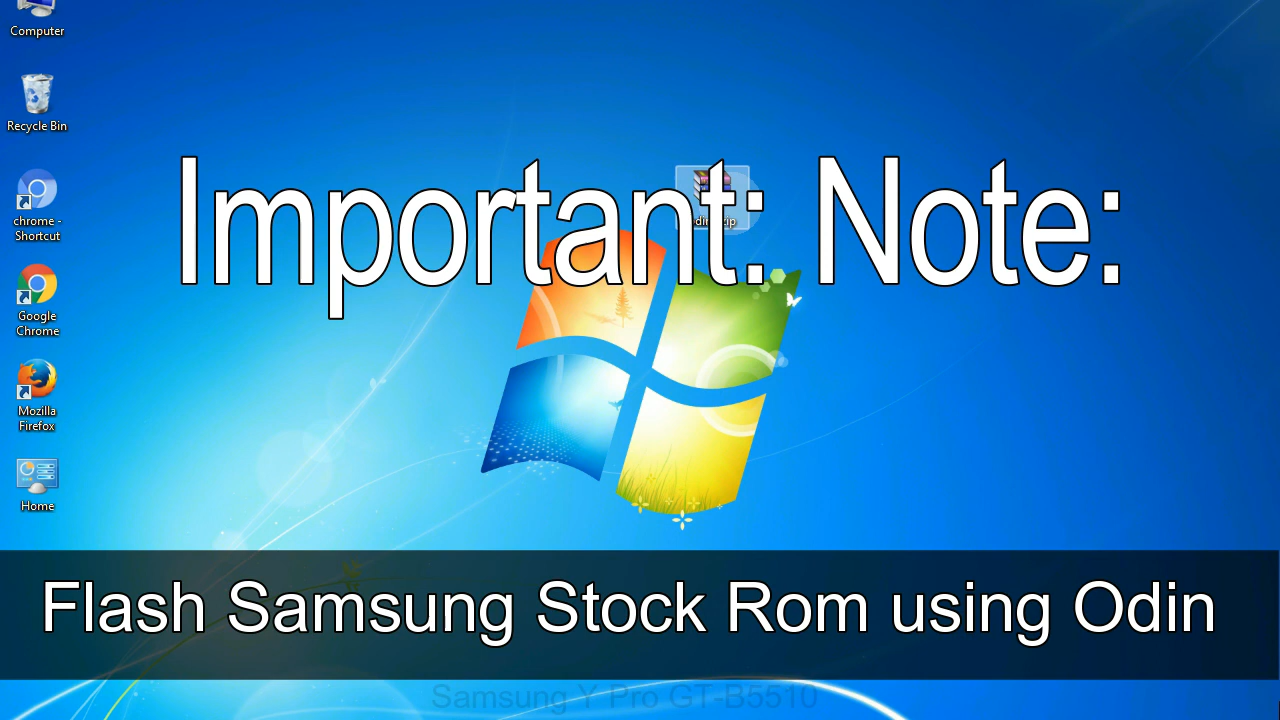 Computer
Recycle Bin
chrome -
Shortcut
Google
Chrome
Mozilla
Firefox
Home
Important: Note:
Flash Samsung Stock Rom using Odin
Samsung Y Pro GT-B5510